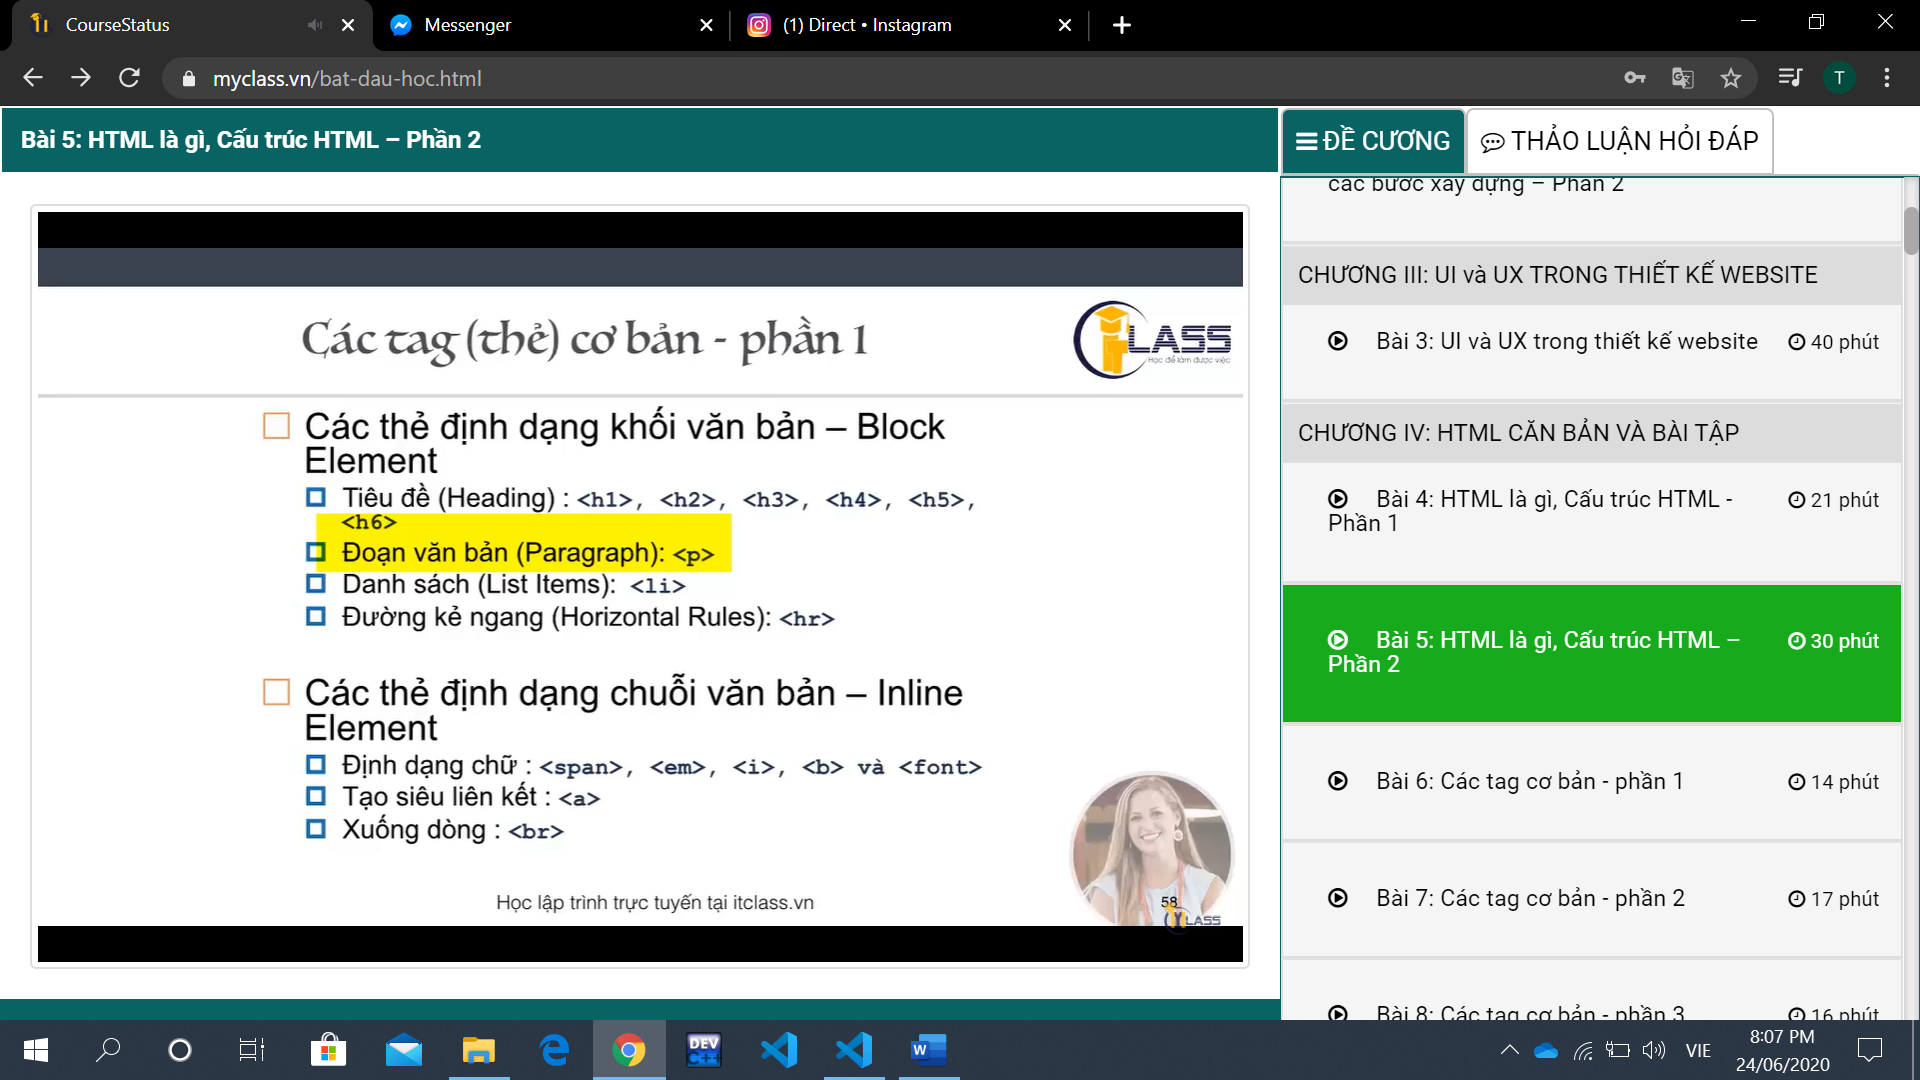 CourseStatus
Messenger
(1) Direct • Instagram
myclass.vn/bat-dau-hoc.html
T
Bài 5: HTML là gì, Cấu trúc HTML – Phần 2
ĐỀ CƯƠNG
THẢO LUẬN HỎI ĐÁP
Các tag (thẻ) cơ bản - phần 1
LASS
Học để làm được việc
Các thẻ định dạng khối văn bản – Block
Element
Tiêu đề (Heading) : <h1>, <h2>, <h3>, <h4>, <h5>,
<h6>
Đoạn văn bản (Paragraph): <p>
Danh sách (List Items): <li>
Đường kẻ ngang (Horizontal Rules): <hr>
Các thẻ định dạng chuỗi văn bản – Inline
Element
Định dạng chữ : <span>, <em>, <i>, <b> và <font>
Tạo siêu liên kết : <a>
Xuống dòng : <br>
Học lập trình trực tuyến tại itclass.vn
58
LASS
các bước xây dựng – Phần 2
CHƯƠNG III: UI và UX TRONG THIẾT KẾ WEBSITE
Bài 3: UI và UX trong thiết kế website 40 phút
CHƯƠNG IV: HTML CĂN BẢN VÀ BÀI TẬP
Bài 4: HTML là gì, Cấu trúc HTML - 21 phút
Phần 1
Bài 5: HTML là gì, Cấu trúc HTML – 30 phút
Phần 2
Bài 6: Các tag cơ bản - phần 1 14 phút
Bài 7: Các tag cơ bản - phần 2 17 phút
Bài 8: Các tag cơ bản - phần 3 16 phút
DEV
C++
W
VIE
8:07 PM
24/06/2020